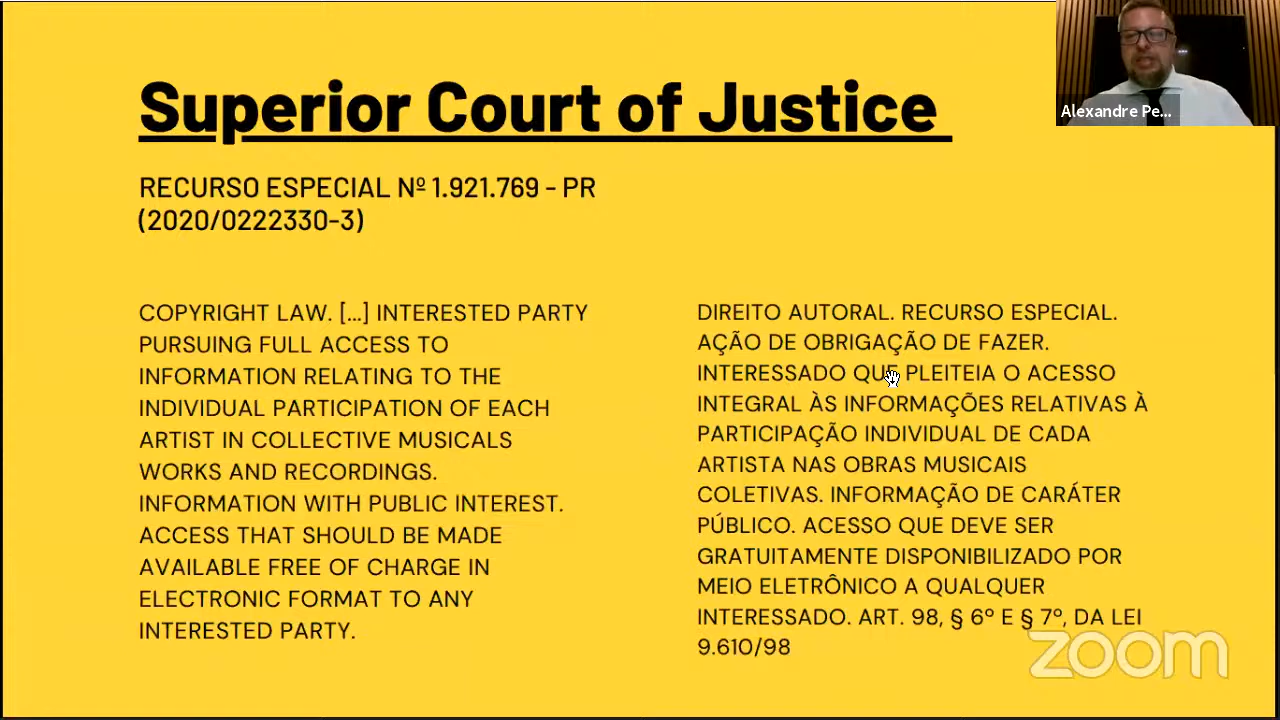 Superior Court of Justice
RECURSO ESPECIAL Nº 1.921.769 - PR
(2020/0222330-3)
COPYRIGHT LAW. [...] INTERESTED PARTY
PURSUING FULL ACCESS TO
INFORMATION RELATING TO THE
INDIVIDUAL PARTICIPATION OF EACH
ARTIST IN COLLECTIVE MUSICALS
WORKS AND RECORDINGS.
INFORMATION WITH PUBLIC INTEREST.
ACCESS THAT SHOULD BE MADE
AVAILABLE FREE OF CHARGE IN
ELECTRONIC FORMAT TO ANY
INTERESTED PARTY.
DIREITO AUTORAL. RECURSO ESPECIAL.
AÇÃO DE OBRIGAÇÃO DE FAZER.
INTERESSADO QUE PLEITEIA O ACESSO
INTEGRAL ÀS INFORMAÇÕES RELATIVAS À
PARTICIPAÇÃO INDIVIDUAL DE CADA
ARTISTA NAS OBRAS MUSICAIS
COLETIVAS. INFORMAÇÃO DE CARÁTER
PÚBLICO. ACESSO QUE DEVE SER
GRATUITAMENTE DISPONIBILIZADO POR
MEIO ELETRÔNICO A QUALQUER
INTERESSADO. ART. 98, § 6º E § 7º, DA LEI
9.610/98
Alexandre Pe...
zoom